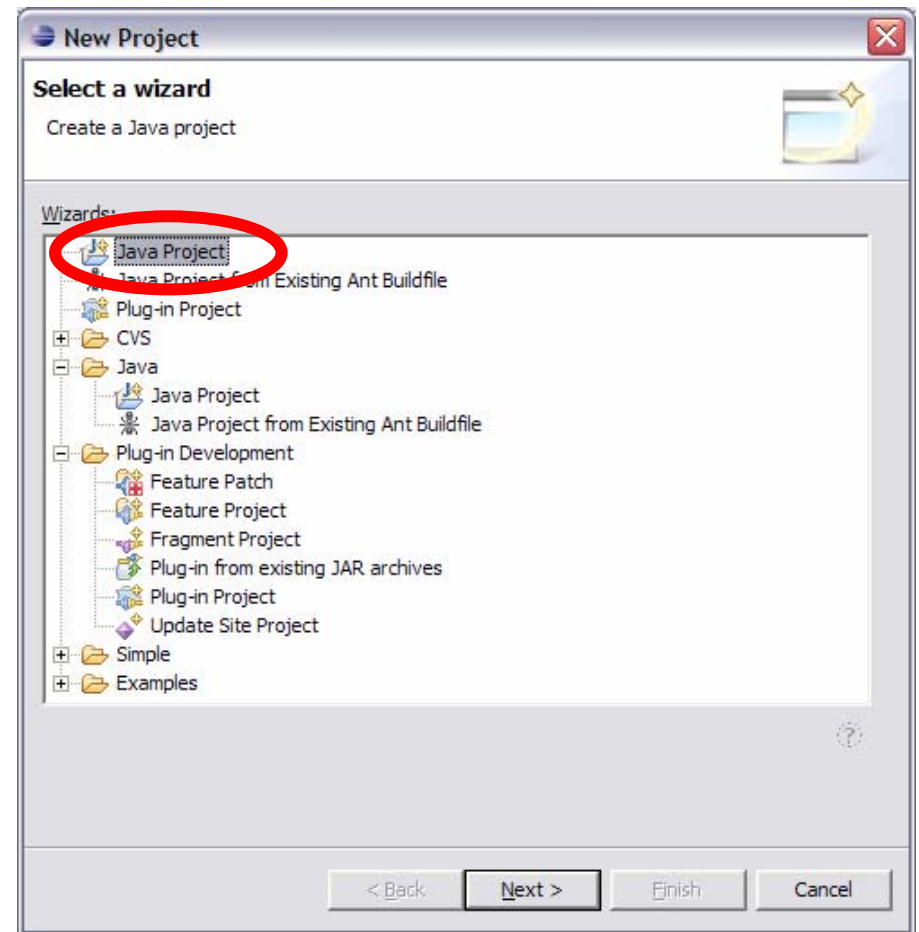 New Project
Select a wizard
Create a Java project
Wizards:
Java Project
Java Project from Existing Ant Buildfile
Plug-in Project
CVS
Java
Java Project
Java Project from Existing Ant Buildfile
Plug-in Development
Feature Patch
Feature Project
Fragment Project
Plug-in from existing JAR archives
Plug-in Project
Update Site Project
Simple
Examples
< Back Next > Finish Cancel